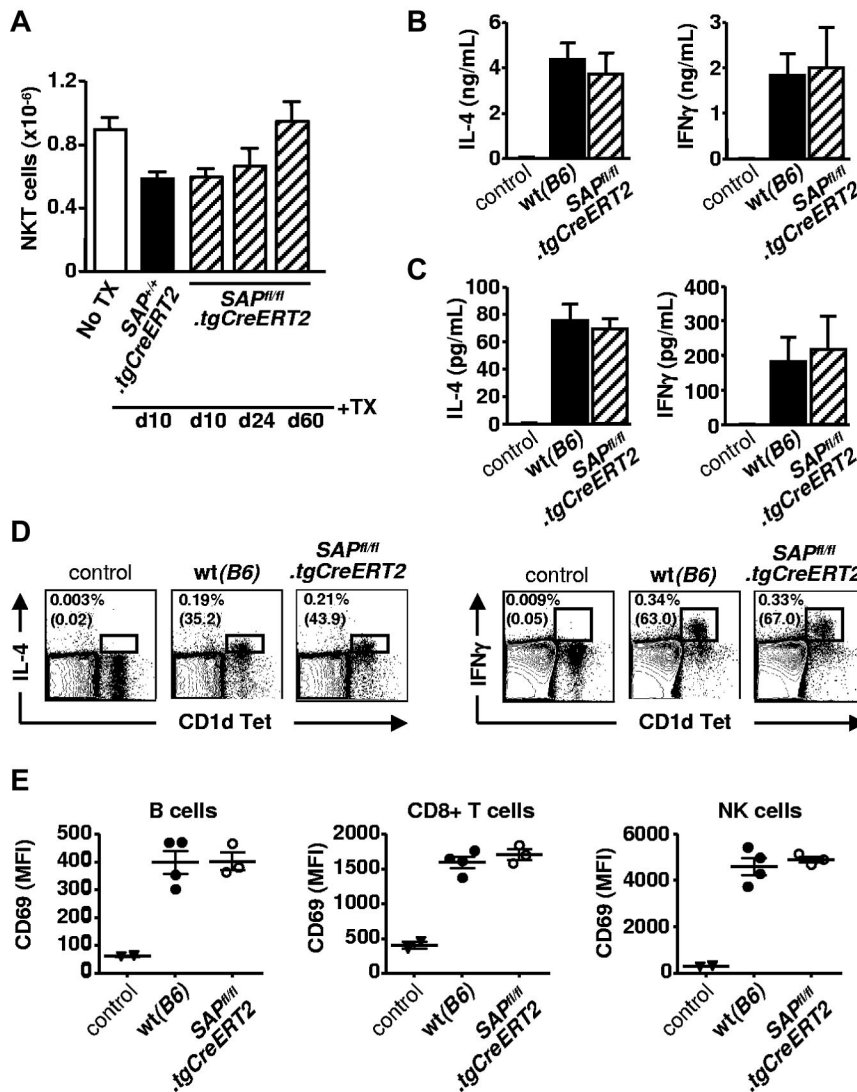 A
NKT cells (x10⁻⁶)
1.2
0.8
0.4
0
No TX
SAP+/+
.tgCreERT2
SAPfl/fl
.tgCreERT2
d10 d10 d24 d60 +TX
B
IL-4 (ng/mL)
6
4
2
0
control
wt(B6)
SAPfl/fl
.tgCreERT2
IFNγ (ng/mL)
3
2
1
0
control
wt(B6)
SAPfl/fl
.tgCreERT2
C
IL-4 (pg/mL)
100
80
60
40
20
0
control
wt(B6)
SAPfl/fl
.tgCreERT2
IFNγ (pg/mL)
400
300
200
100
0
control
wt(B6)
SAPfl/fl
.tgCreERT2
D
control
wt(B6)
SAPfl/fl
.tgCreERT2
0.003%
(0.02)
0.19%
(35.2)
0.21%
(43.9)
IL-4
CD1d Tet
control
wt(B6)
SAPfl/fl
.tgCreERT2
0.009%
(0.05)
0.34%
(63.0)
0.33%
(67.0)
IFNγ
CD1d Tet
E
B cells
CD69 (MFI)
500
400
300
200
100
0
control
wt(B6)
SAPfl/fl
.tgCreERT2
CD8+ T cells
CD69 (MFI)
2000
1500
1000
500
0
control
wt(B6)
SAPfl/fl
.tgCreERT2
NK cells
CD69 (MFI)
6000
4000
2000
0
control
wt(B6)
SAPfl/fl
.tgCreERT2